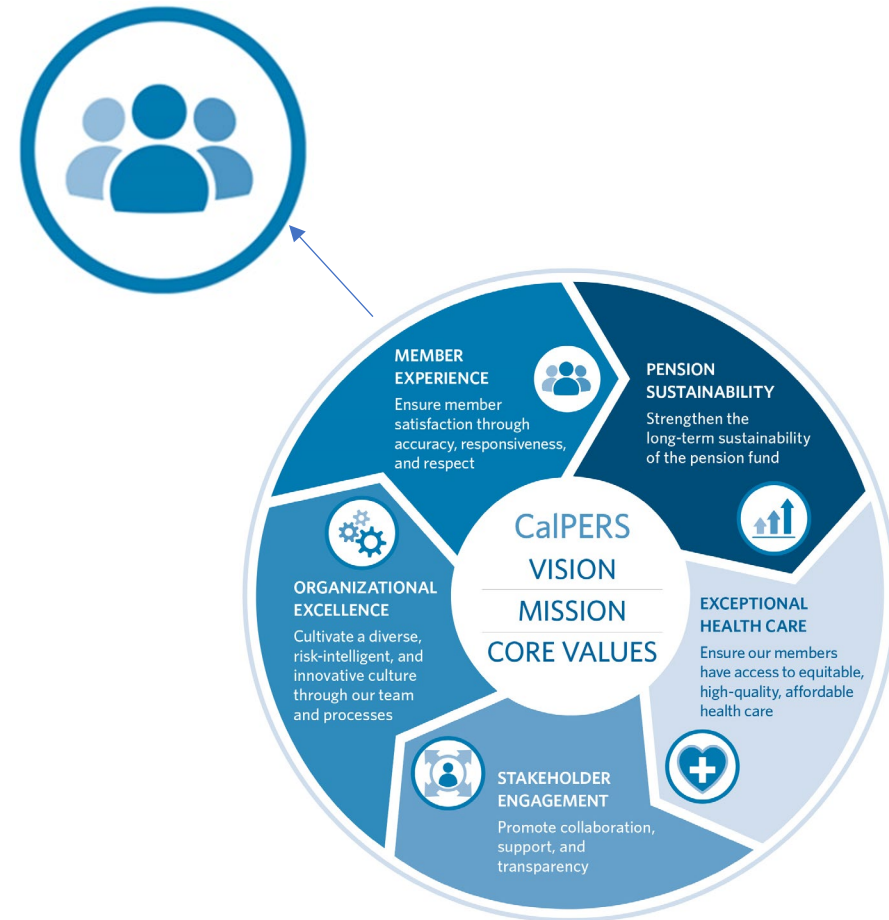 MEMBER
EXPERIENCE
Ensure member
satisfaction through
accuracy, responsiveness,
and respect
PENSION
SUSTAINABILITY
Strengthen the
long-term sustainability
of the pension fund
CalPERS
VISION
MISSION
CORE VALUES
ORGANIZATIONAL
EXCELLENCE
Cultivate a diverse,
risk-intelligent, and
innovative culture
through our team
and processes
EXCEPTIONAL
HEALTH CARE
Ensure our members
have access to equitable,
high-quality, affordable
health care
STAKEHOLDER
ENGAGEMENT
Promote collaboration,
support, and
transparency